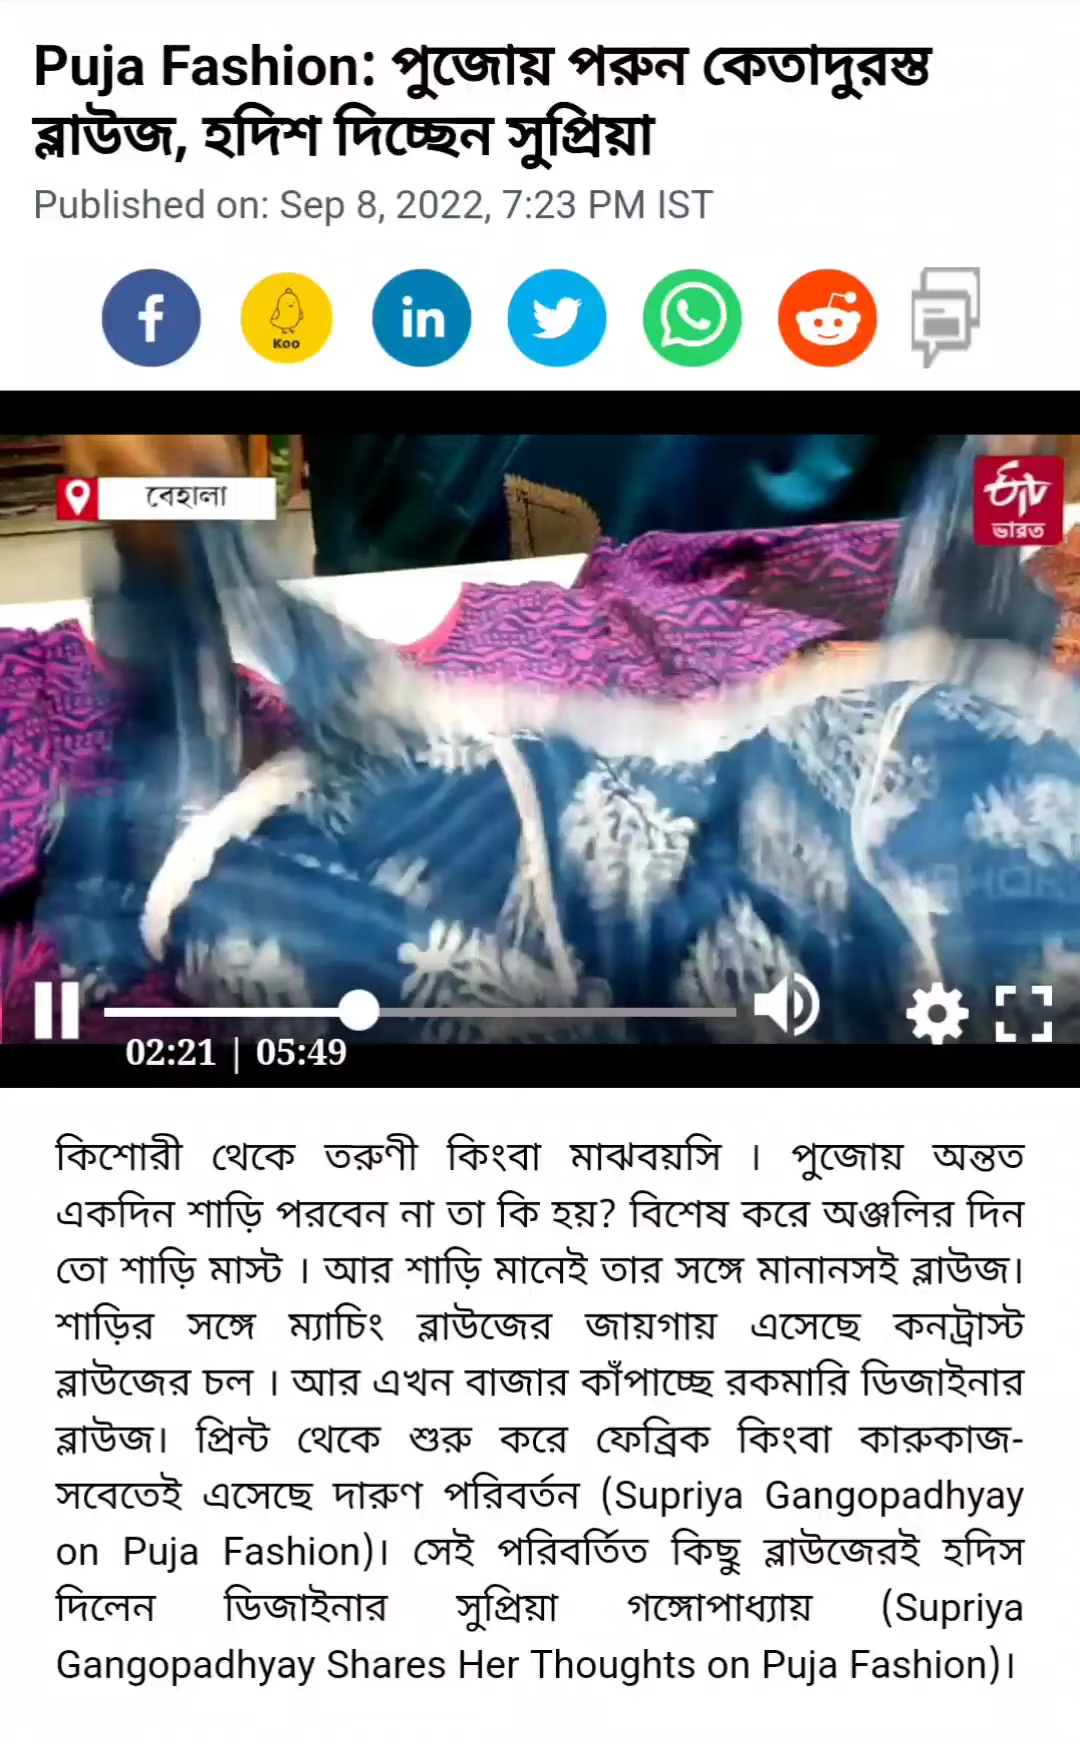 Puja Fashion: পুজোয় পরুন কেতাদুরস্ত
ব্লাউজ, হদিশ দিচ্ছেন সুপ্রিয়া
Published on: Sep 8, 2022, 7:23 PM IST
f
Koo
in
বেহালা
ETV
ভারত
02:21 | 05:49
কিশোরী থেকে তরুণী কিংবা মাঝবয়সি । পুজোয় অন্তত
একদিন শাড়ি পরবেন না তা কি হয়? বিশেষ করে অঞ্জলির দিন
তো শাড়ি মাস্ট । আর শাড়ি মানেই তার সঙ্গে মানানসই ব্লাউজ।
শাড়ির সঙ্গে ম্যাচিং ব্লাউজের জায়গায় এসেছে কনট্রাস্ট
ব্লাউজের চল । আর এখন বাজার কাঁপাচ্ছে রকমারি ডিজাইনার
ব্লাউজ। প্রিন্ট থেকে শুরু করে ফেব্রিক কিংবা কারুকাজ-
সবেতেই এসেছে দারুণ পরিবর্তন (Supriya Gangopadhyay
on Puja Fashion)। সেই পরিবর্তিত কিছু ব্লাউজেরই হদিস
দিলেন ডিজাইনার সুপ্রিয়া গঙ্গোপাধ্যায় (Supriya
Gangopadhyay Shares Her Thoughts on Puja Fashion)।